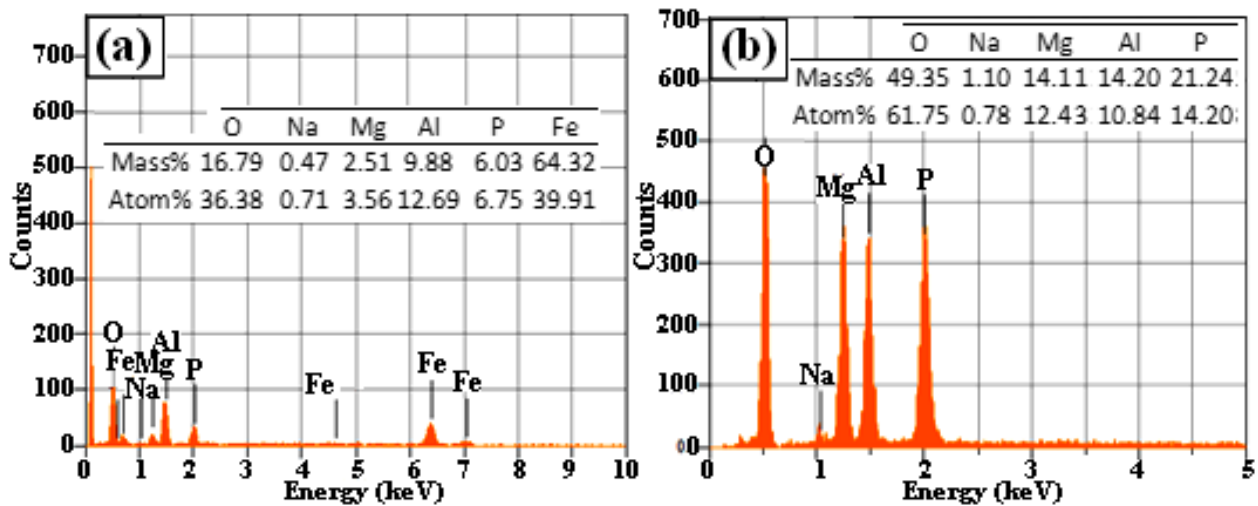 (a)
Counts
700
600
500
400
300
200
100
0
O Na Mg Al P Fe
Mass% 16.79 0.47 2.51 9.88 6.03 64.32
Atom% 36.38 0.71 3.56 12.69 6.75 39.91
O
Fe
Na
Mg
Al
P
Fe
Fe
Fe
0 1 2 3 4 5 6 7 8 9 10
Energy (keV)
(b)
Counts
700
600
500
400
300
200
100
0
O Na Mg Al P
Mass% 49.35 1.10 14.11 14.20 21.24
Atom% 61.75 0.78 12.43 10.84 14.20
O
Na
Mg
Al
P
0 1 2 3 4 5
Energy (keV)